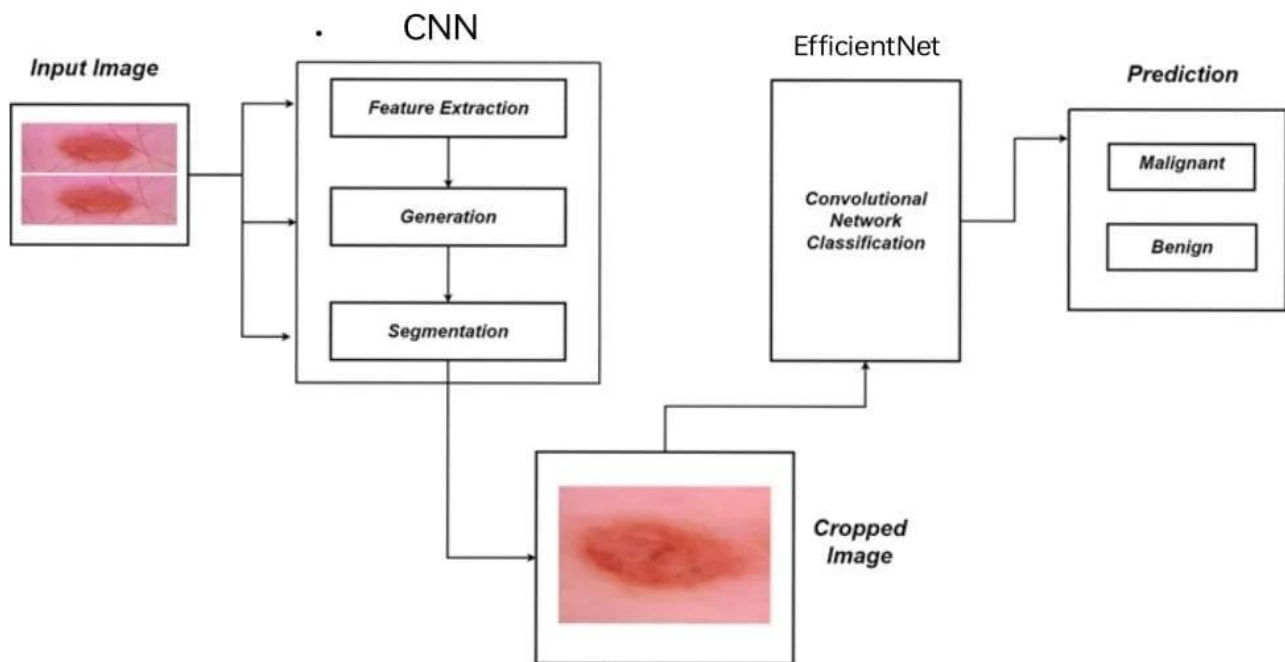 CNN
Input Image
Feature Extraction
Generation
Segmentation
Cropped
Image
EfficientNet
Convolutional
Network
Classification
Prediction
Malignant
Benign